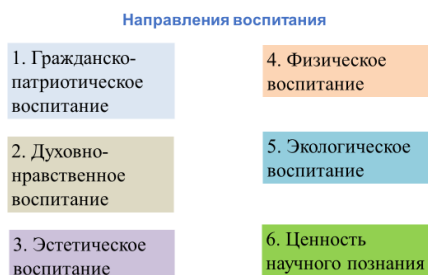 Направления воспитания
1. Гражданско-
патриотическое
воспитание
2. Духовно-
нравственное
воспитание
3. Эстетическое
воспитание
4. Физическое
воспитание
5. Экологическое
воспитание
6. Ценность
научного познания